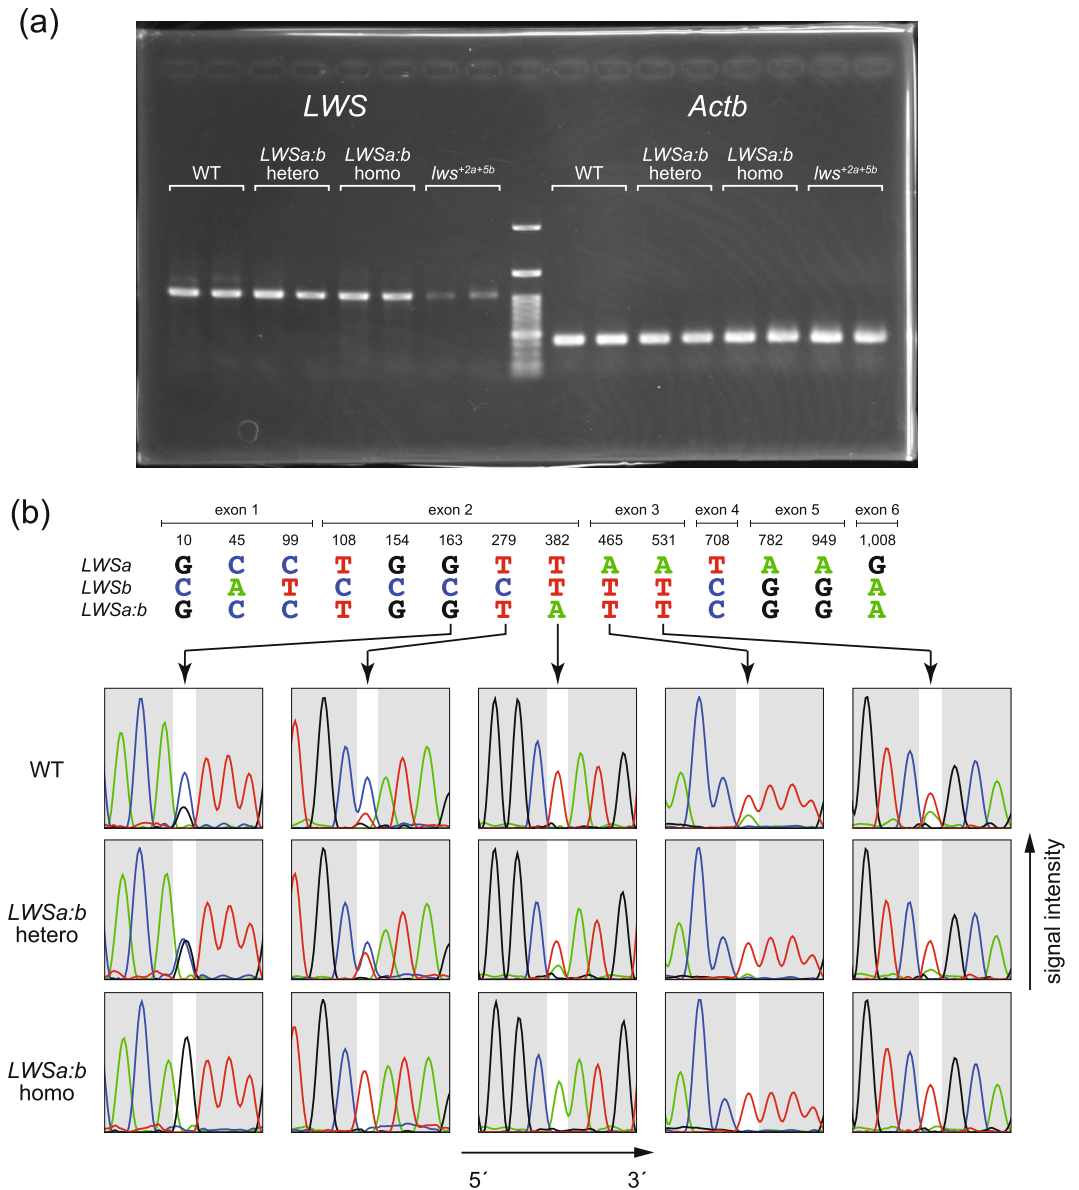 (a)
LWS Actb
WT LWSa:b hetero LWSa:b homo lws+2a+5b WT LWSa:b hetero LWSa:b homo lws+2a+5b
(b)
exon 1 exon 2 exon 3 exon 4 exon 5 exon 6
10 45 99 108 154 163 279 382 465 531 708 782 949 1,008
LWSa G C C T G G T T A A T A A G
LWSb C A T C C C C T T T C G G A
LWSa:b G C C T G G T A T T C G G A
WT
LWSa:b
hetero
LWSa:b
homo
signal intensity
5´ 3´